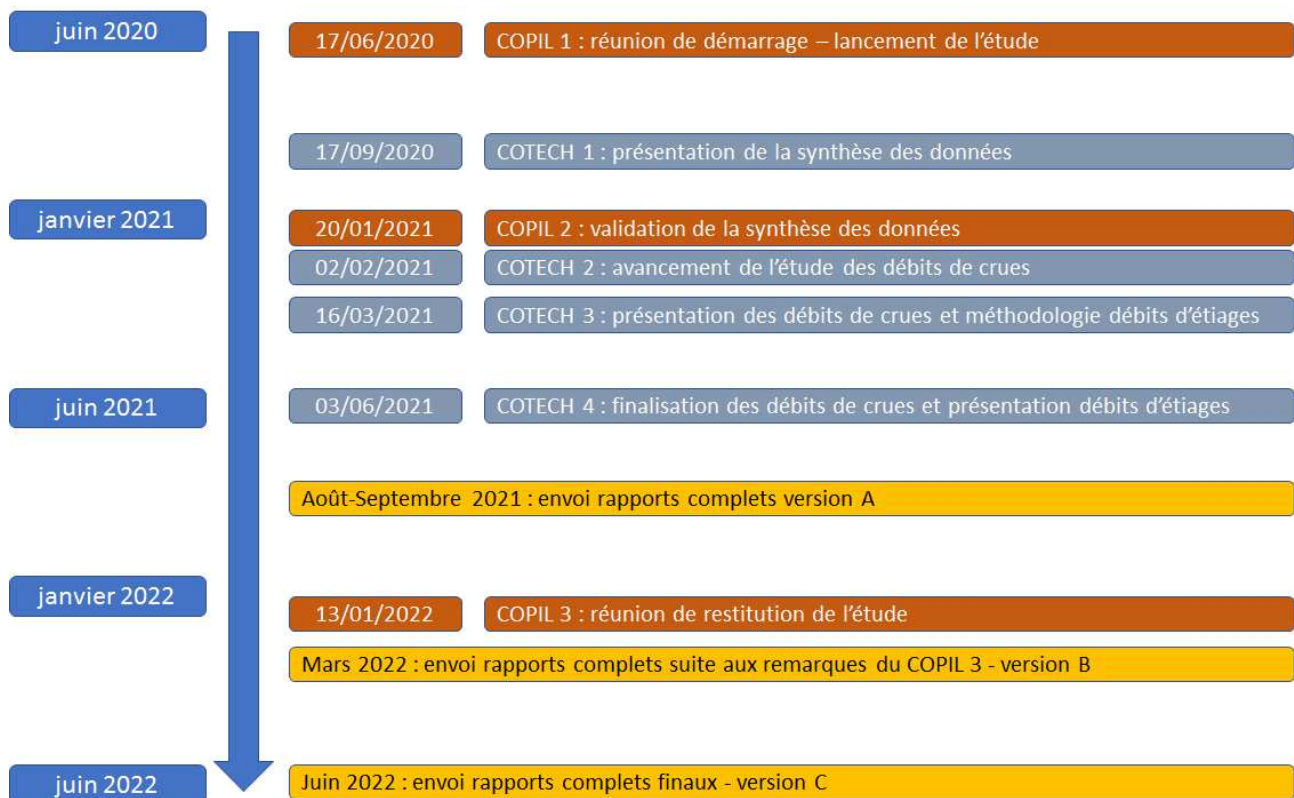 juin 2020
17/06/2020 COPIL 1 : réunion de démarrage – lancement de l’étude
17/09/2020 COTECH 1 : présentation de la synthèse des données
janvier 2021
20/01/2021 COPIL 2 : validation de la synthèse des données
02/02/2021 COTECH 2 : avancement de l’étude des débits de crues
16/03/2021 COTECH 3 : présentation des débits de crues et méthodologie débits d’étiages
juin 2021
03/06/2021 COTECH 4 : finalisation des débits de crues et présentation débits d’étiages
Août-Septembre 2021 : envoi rapports complets version A
janvier 2022
13/01/2022 COPIL 3 : réunion de restitution de l’étude
Mars 2022 : envoi rapports complets suite aux remarques du COPIL 3 - version B
juin 2022
Juin 2022 : envoi rapports complets finaux - version C